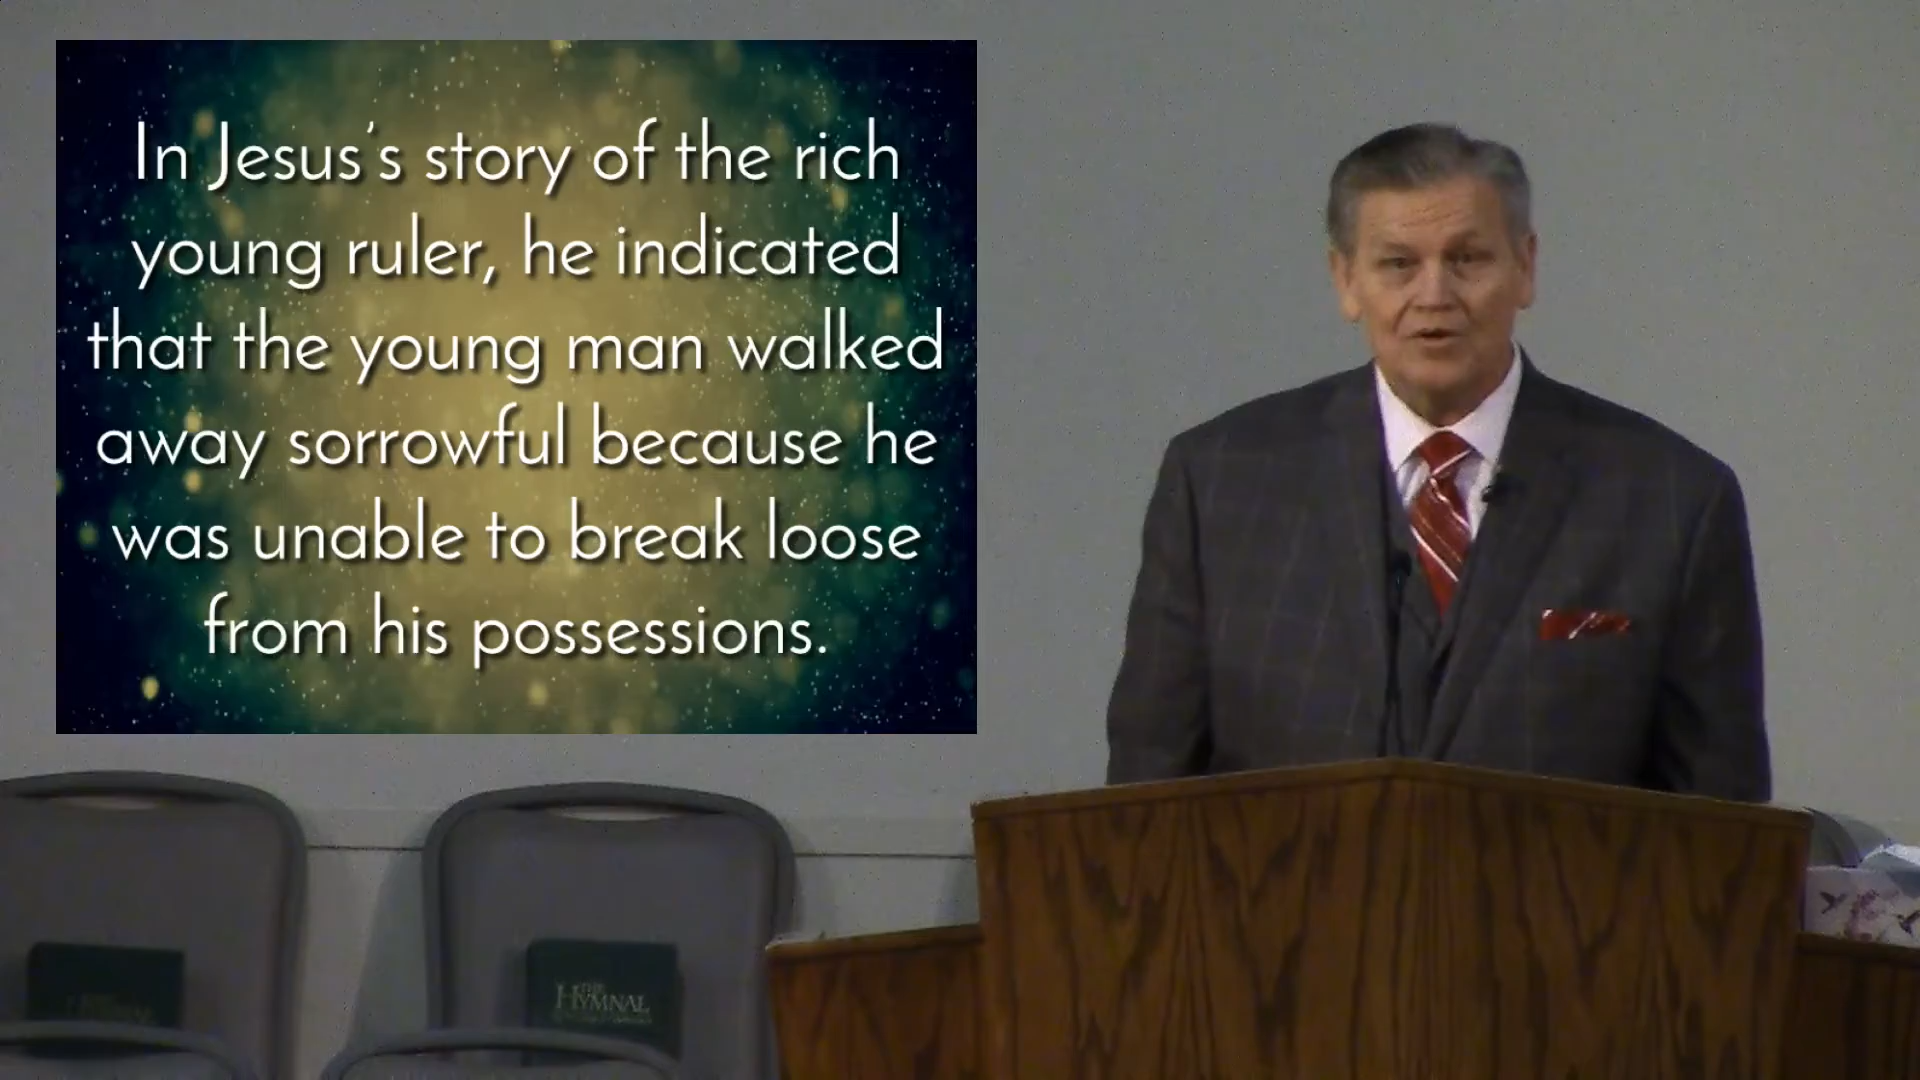 In Jesus's story of the rich
young ruler, he indicated
that the young man walked
away sorrowful because he
was unable to break loose
from his possessions.
THE
HYMNAL